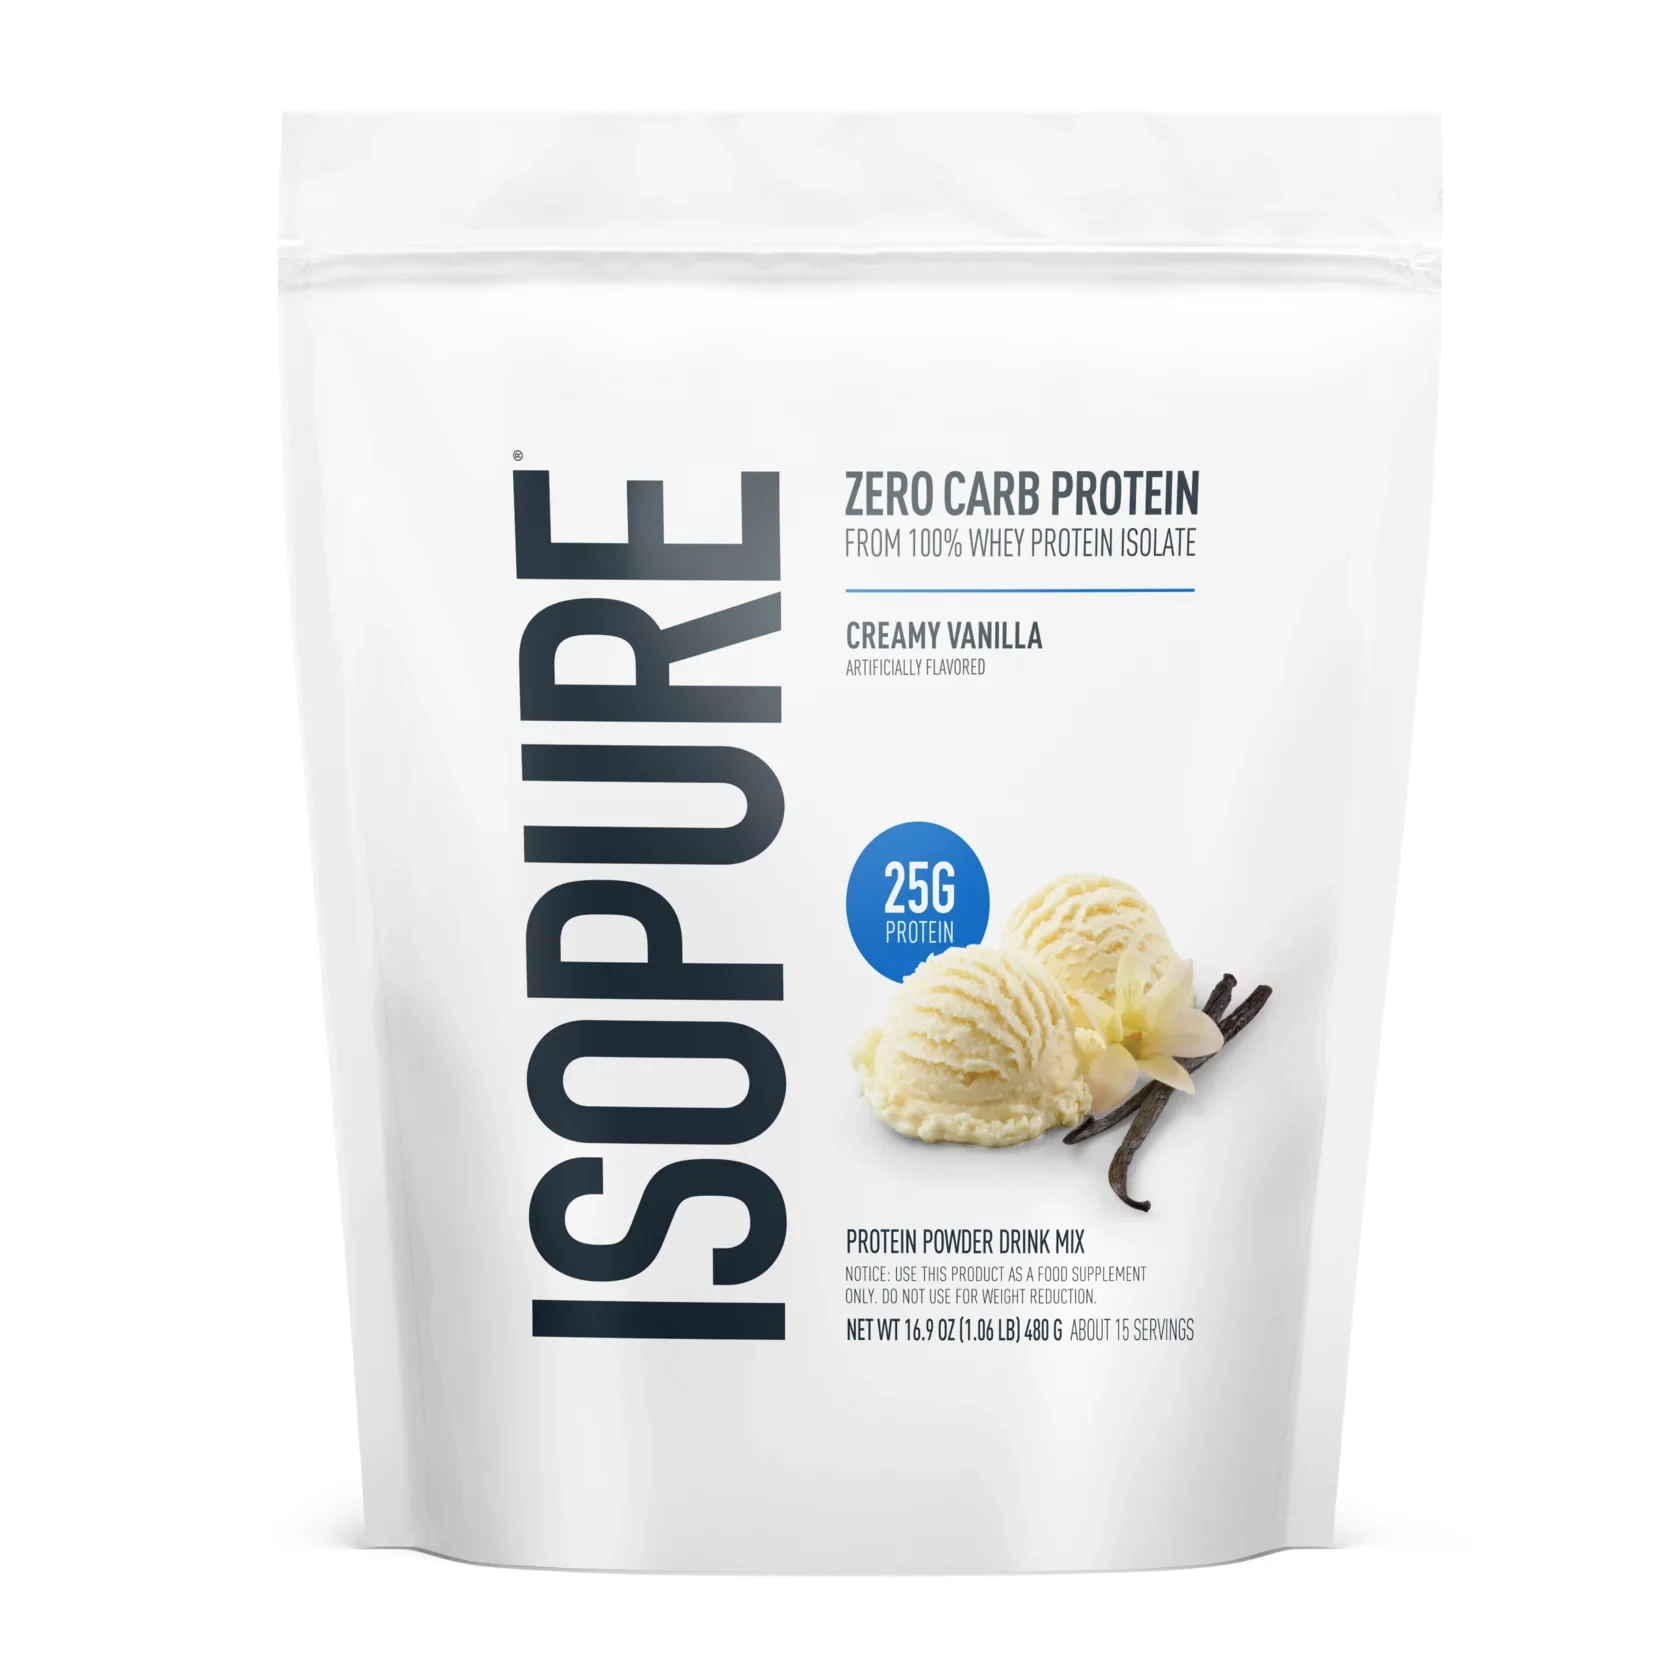 ISOPURE®
ZERO CARB PROTEIN
FROM 100% WHEY PROTEIN ISOLATE
CREAMY VANILLA
ARTIFICIALLY FLAVORED
25G
PROTEIN
PROTEIN POWDER DRINK MIX
NOTICE: USE THIS PRODUCT AS A FOOD SUPPLEMENT
ONLY. DO NOT USE FOR WEIGHT REDUCTION.
NET WT 16.9 OZ (1.06 LB) 480 G ABOUT 15 SERVINGS